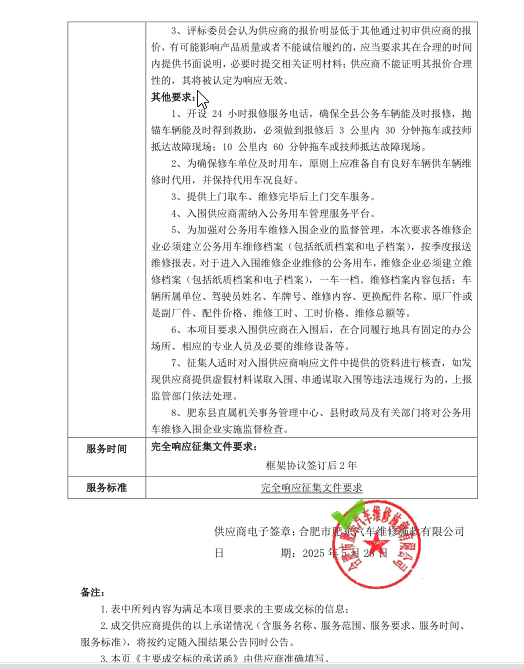 3、评标委员会认为供应商的报价明显低于其他通过初审供应商的报
价，有可能影响产品质量或者不能诚信履约的，应当要求其在合理的时间
内提供书面说明，必要时提交相关证明材料；供应商不能证明其报价合理
性的，其将被认定为响应无效。
其他要求：
1、开设 24 小时报修服务电话，确保全县公务车辆能及时报修，抛
锚车辆能及时得到救助，必须做到报修后 3 公里内 30 分钟拖车或技师
抵达故障现场；10 公里内 60 分钟拖车或技师抵达故障现场。
2、为确保修车单位及时用车，原则上应准备自有良好车辆供车辆维
修时代用，并保持代用车况良好。
3、提供上门取车、维修完毕后上门交车服务。
4、入围供应商需纳入公务用车管理服务平台。
5、为加强对公务用车维修入围企业的监督管理，本次要求各维修企
业必须建立公务用车维修档案（包括纸质档案和电子档案），按季度报送
维修报表。对于进入入围维修企业维修的公务用车，维修企业必须建立维
修档案（包括纸质档案和电子档案），一车一档。维修档案内容包括：车
辆所属单位、驾驶员姓名、车牌号、维修内容、更换配件名称、原厂件或
是副厂件、配件价格、维修工时、工时价格、维修总额等。
6、本项目要求入围供应商在入围后，在合同履行地具有固定的办公
场所、相应的专业人员及必要的维修设备等。
7、征集人适时对入围供应商响应文件中提供的资料进行核查，如发
现供应商提供虚假材料谋取入围、串通谋取入围等违法违规行为的，上报
监管部门依法处理。
8、肥东县直属机关事务管理中心、县财政局及有关部门将对公务用
车维修入围企业实施监督检查。
服务时间
完全响应征集文件要求：
框架协议签订后 2 年
服务标准
完全响应征集文件要求
供应商电子签章：合肥市肥东汽车维修施救有限公司
日 期：2025 年 5 月 26 日
备注：
1.表中所列内容为满足本项目要求的主要成交标的信息；
2.成交供应商提供的以上承诺情况（含服务名称、服务范围、服务要求、服务时间、
服务标准），将按约定随入围结果公告同时公告。
3.本页《主要成交标的承诺函》由供应商准确填写。